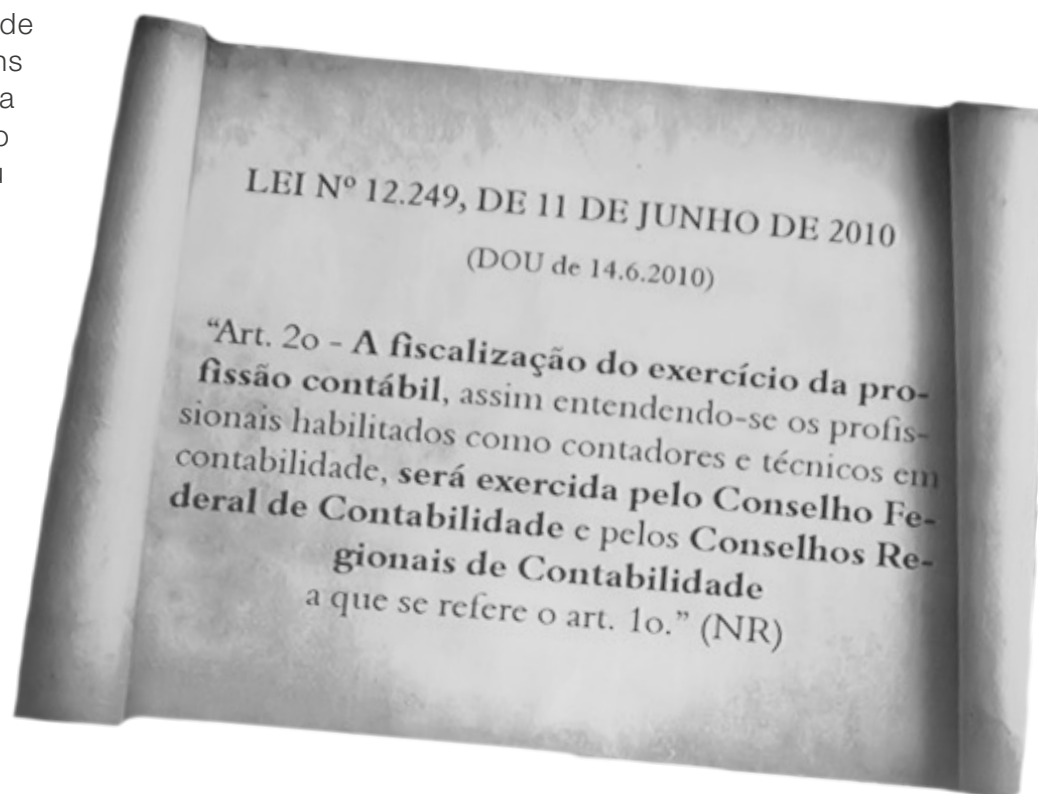 de
ns
a
o
u
LEI Nº 12.249, DE 11 DE JUNHO DE 2010
(DOU de 14.6.2010)
“Art. 2o - A fiscalização do exercício da pro-
fissão contábil, assim entendendo-se os profis-
sionais habilitados como contadores e técnicos em
contabilidade, será exercida pelo Conselho Fe-
deral de Contabilidade e pelos Conselhos Re-
gionais de Contabilidade
a que se refere o art. 1o.” (NR)